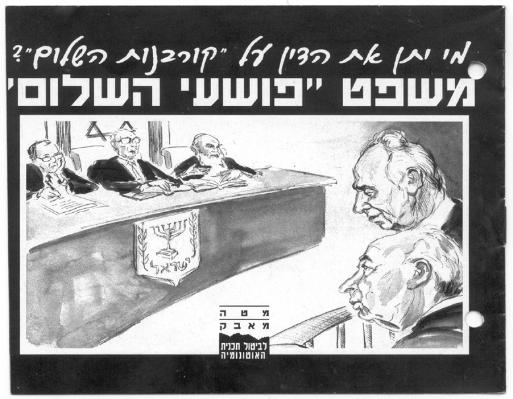 מי יתן את הדין על "קורבנות השלום"?
משפט "פושעי השלום"
ישראל
מטה
מאבק
לביטול תכנית
האוטונומיה